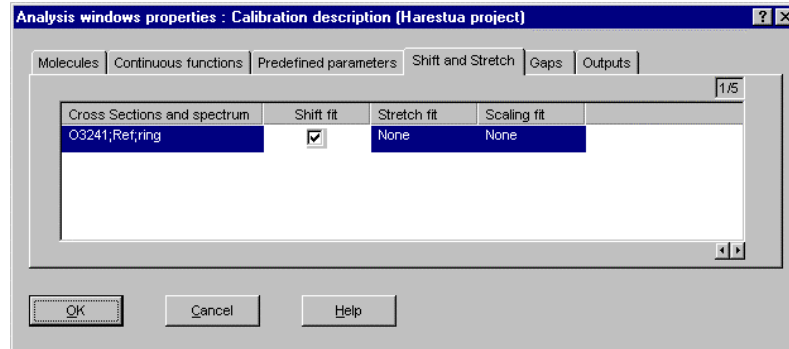 Analysis windows properties : Calibration description (Harestua project)
Molecules Continuous functions Predefined parameters Shift and Stretch Gaps Outputs
1/5
Cross Sections and spectrum Shift fit Stretch fit Scaling fit
O3241;Ref;ring None None
OK Cancel Help